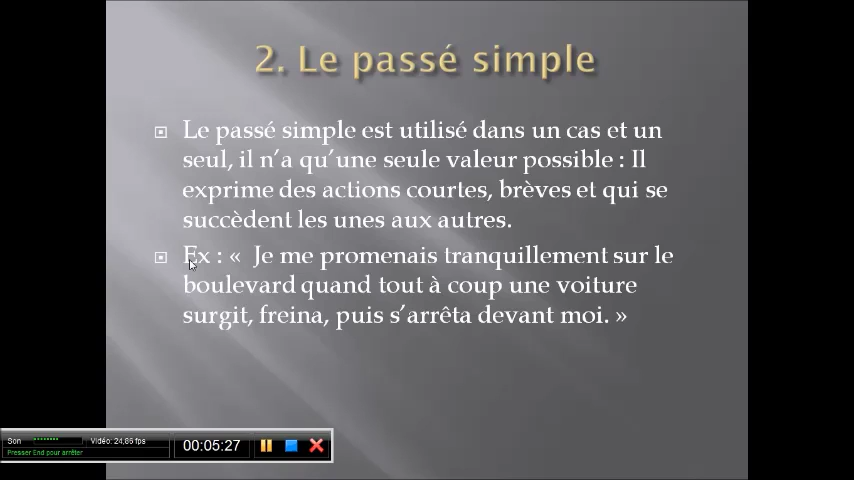 2. Le passé simple
Le passé simple est utilisé dans un cas et un
seul, il n’a qu’une seule valeur possible : Il
exprime des actions courtes, brèves et qui se
succèdent les unes aux autres.
Ex : «  Je me promenais tranquillement sur le
boulevard quand tout à coup une voiture
surgit, freina, puis s’arrêta devant moi. »
Son
Vidéo: 24,86 fps
00:05:27
Presser End pour arrêter